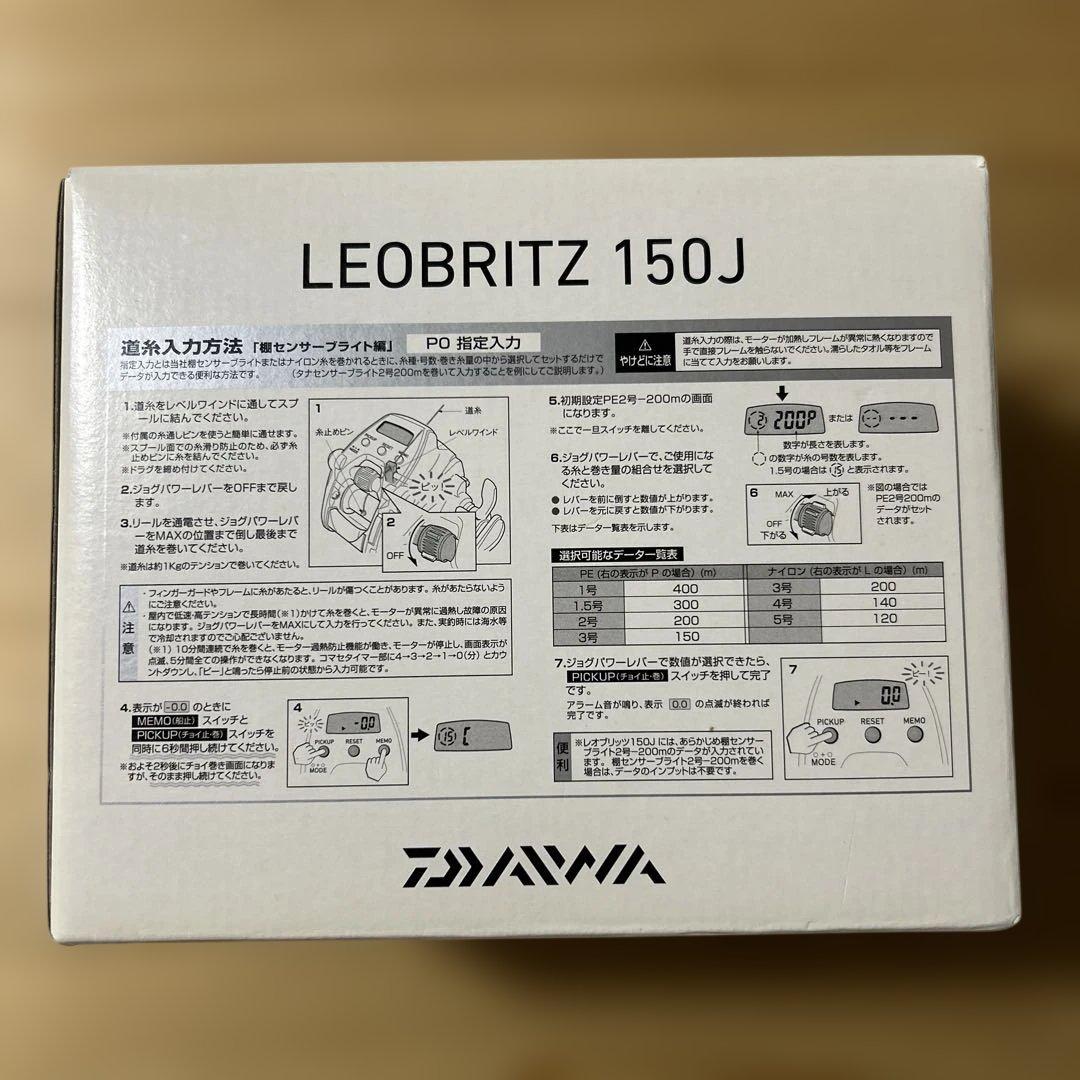 LEOBRITZ 150J
道糸入力方法 「棚センサーブライト編」 PO 指定入力
指定入力とは当社棚センサーブライトまたはナイロン糸を巻かれるときに、糸種・号数・巻き糸量の中から選択してセットするだけで
データが入力できる便利な方法です。 (タナセンサーブライト2号200mを巻いて入力することを例にしてご説明します。)
やけどに注意
道糸入力の際は、モーターが加熱しフレームが異常に熱くなりますので
手で直接フレームを触らないでください。濡らしたタオル等をフレーム
に当てて入力をお願いします。
1.道糸をレベルワインドに通してスプ
ールに結んでください。
※付属の糸通しピンを使うと簡単に通せます。
※スプール面での糸滑り防止のため、必ず糸
止めピンに糸を結んでください。
※ドラグを締め付けてください。
2.ジョグパワーレバーをOFFまで戻し
ます。
3.リールを通電させ、ジョグパワーレバ
ーをMAXの位置まで倒し最後まで
道糸を巻いてください。
※道糸は約1Kgのテンションで巻いてください。
1
道糸
糸止めピン
レベルワインド
ピッ
2
OFF
注意
・フィンガーガードやフレームに糸があたると、リールが傷つくことがあります。糸があたらないよう
にご注意ください。
・屋内で低速・高テンションで長時間(※1)かけて糸を巻くと、モーターが異常に過熱し故障の原因
になります。ジョグパワーレバーをMAXにして入力を行ってください。また、実釣時には海水等
で冷却されますのでご心配ございません。
(※1) 10分間連続で糸を巻くと、モーター過熱防止機能が働き、モーターが停止し、画面表示が
点滅、5分間全ての操作ができなくなります。コマセタイマー部に4→3→2→1→0(分)とカウ
ントダウンし、「ピー」と鳴ったら停止前の状態から入力可能です。
4.表示が -0.0 のときに
MEMO(船止) スイッチと
PICKUP(チョイ止・巻) スイッチを
同時に6秒間押し続けてください。
※およそ2秒後にチョイ巻き画面になりま
すが、そのまま押し続けてください。
4
-0.0
PICKUP RESET MEMO
MODE
15 [
5.初期設定PE2号-200mの画面
になります。
※ここで一旦スイッチを離してください。
2 200P または -- ---
数字が長さを表します。
の数字が糸の号数を表します。
1.5号の場合は 15 と表示されます。
6.ジョグパワーレバーで、ご使用にな
る糸と巻き量の組合せを選択して
ください。
● レバーを前に倒すと数値が上がります。
● レバーを元に戻すと数値が下がります。
下表はデータ一覧表を示します。
6
MAX 上がる
OFF
下がる
※図の場合では
PE2号200mの
データがセット
されます。
選択可能なデータ一覧表
PE (右の表示が P の場合) (m) ナイロン (右の表示が L の場合) (m)
1号 400 3号 200
1.5号 300 4号 140
2号 200 5号 120
3号 150
7.ジョグパワーレバーで数値が選択できたら、
PICKUP(チョイ止・巻) スイッチを押して完了
です。
アラーム音が鳴り、表示 0.0 の点滅が終われば
完了です。
便利
※レオブリッツ150J には、あらかじめ棚センサー
ブライト2号-200mのデータが入力されてい
ます。棚センサーブライト2号-200mを巻く
場合は、データのインプットは不要です。
7
ピー!
0.0
PICKUP RESET MEMO
MODE
DAIWA